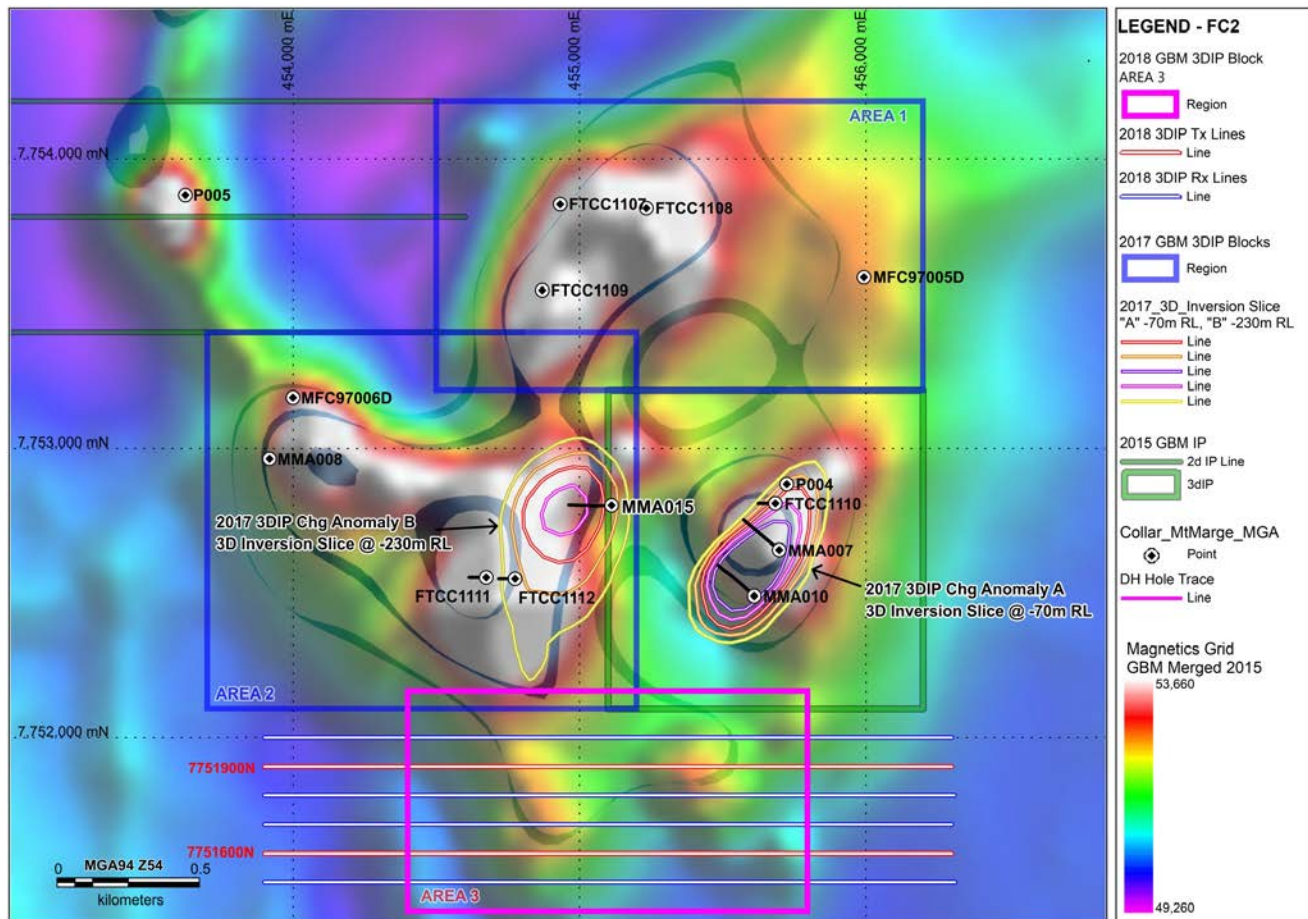 454,000 mE
455,000 mE
456,000 mE
AREA 1
7,754,000 mN
P005
FTCC1107
FTCC1108
MFC97005D
FTCC1109
MFC97006D
7,753,000 mN
MMA008
P004
FTCC1110
MMA015
2017 3DIP Chg Anomaly B
3D Inversion Slice @ -230m RL
MMA007
FTCC1111
FTCC1112
MMA010
2017 3DIP Chg Anomaly A
3D Inversion Slice @ -70m RL
AREA 2
7,752,000 mN
7751900N
7751600N
MGA94 Z54
0 0.5
kilometers
AREA 3
LEGEND - FC2
2018 GBM 3DIP Block
AREA 3
Region
2018 3DIP Tx Lines
Line
2018 3DIP Rx Lines
Line
2017 GBM 3DIP Blocks
Region
2017_3D_Inversion Slice
"A" -70m RL, "B" -230m RL
Line
Line
Line
Line
Line
2015 GBM IP
2d IP Line
3dIP
Collar_MtMarge_MGA
Point
DH Hole Trace
Line
Magnetics Grid
GBM Merged 2015
53,660
49,260